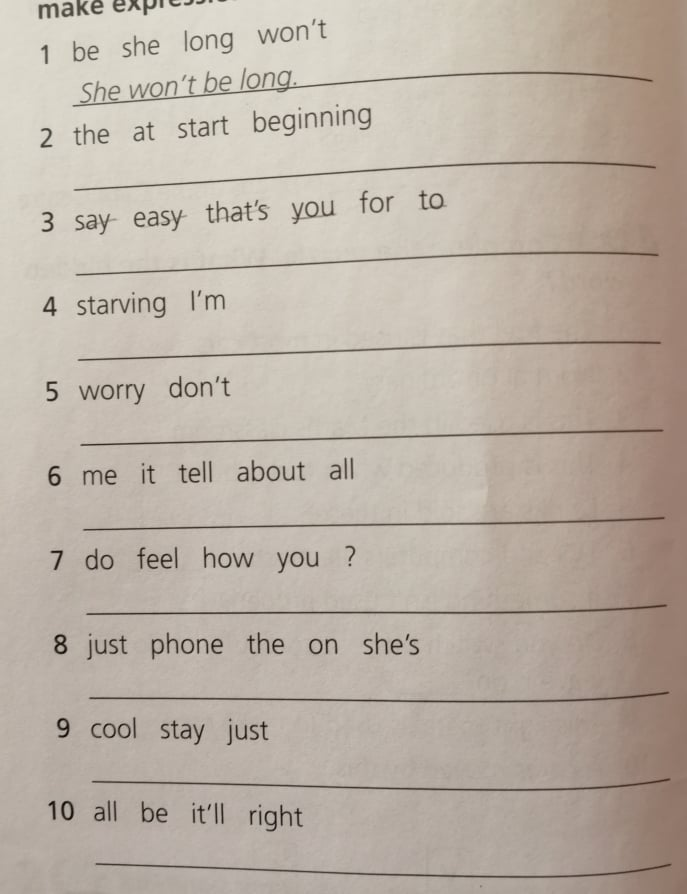 make
1 be she long won't
She won't be long.
2 the at start beginning
3 say easy that's you for to
4 starving I'm
5 worry don't
6 me it tell about all
7 do feel how you ?
8 just phone the on she's
9 cool stay just
10 all be it'll right